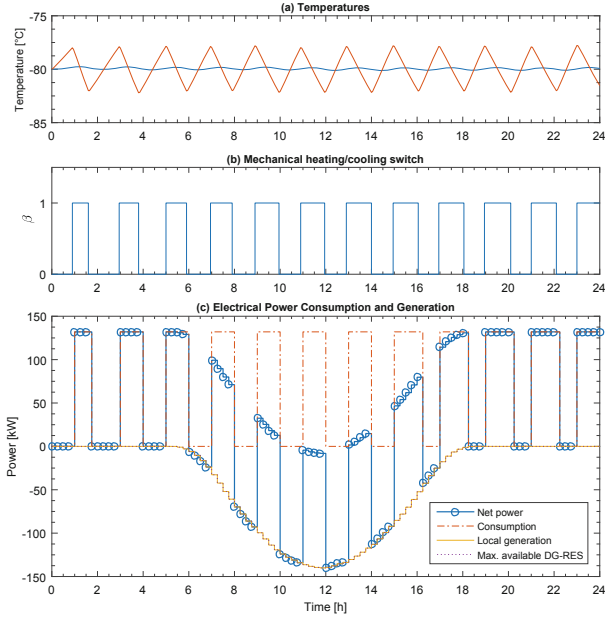 (a) Temperatures
-75
-80
-85
Temperature [°C]
0 2 4 6 8 10 12 14 16 18 20 22 24
(b) Mechanical heating/cooling switch
1
0
β
0 2 4 6 8 10 12 14 16 18 20 22 24
(c) Electrical Power Consumption and Generation
150
100
50
0
-50
-100
-150
Power [kW]
Net power
Consumption
Local generation
Max. available DG-RES
0 2 4 6 8 10 12 14 16 18 20 22 24
Time [h]